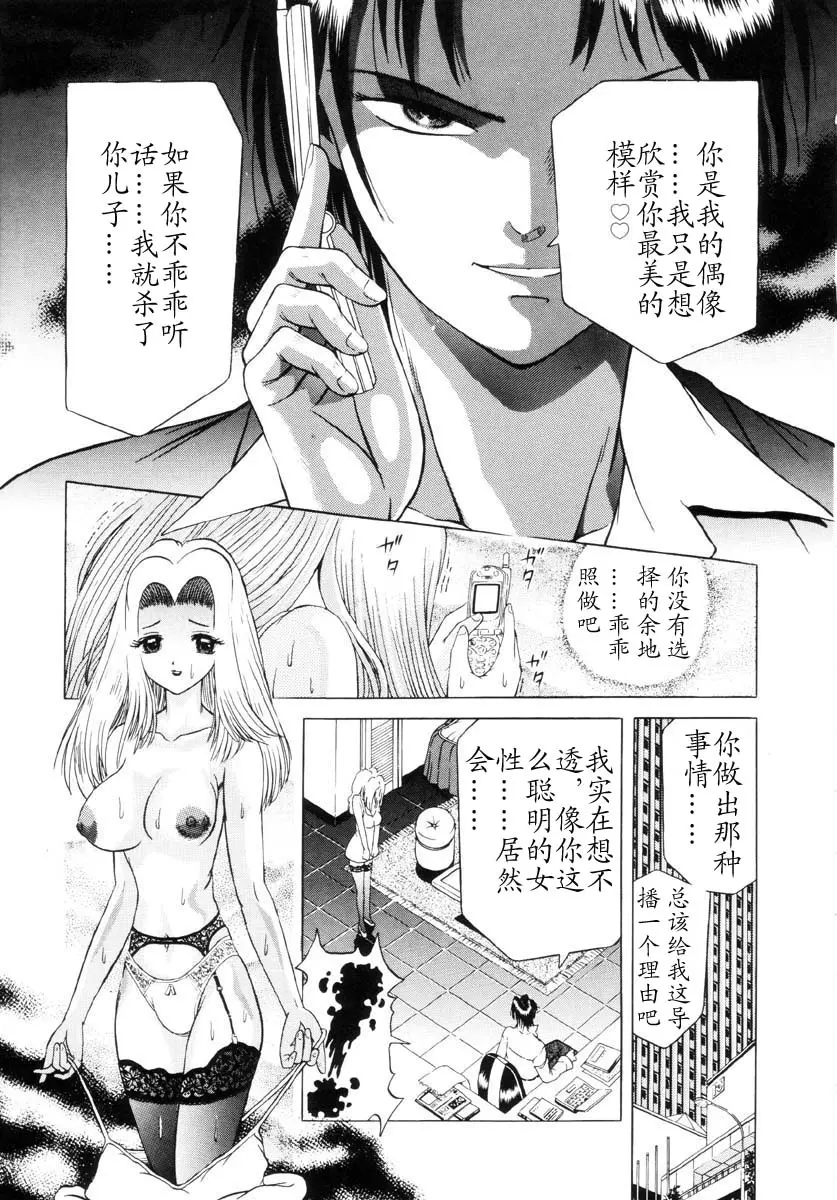 你是我的偶像
……我只是想
欣赏你最美的
模样♡♡
如果你不乖乖听
话……我就杀了
你儿子……
你没有选
择的余地
……乖乖
照做吧
ガタ
ガタ
你做出那种
事情……
总该给我这导
播一个理由吧
我实在想不
透，像你这
么聪明的女
性……居然
会……